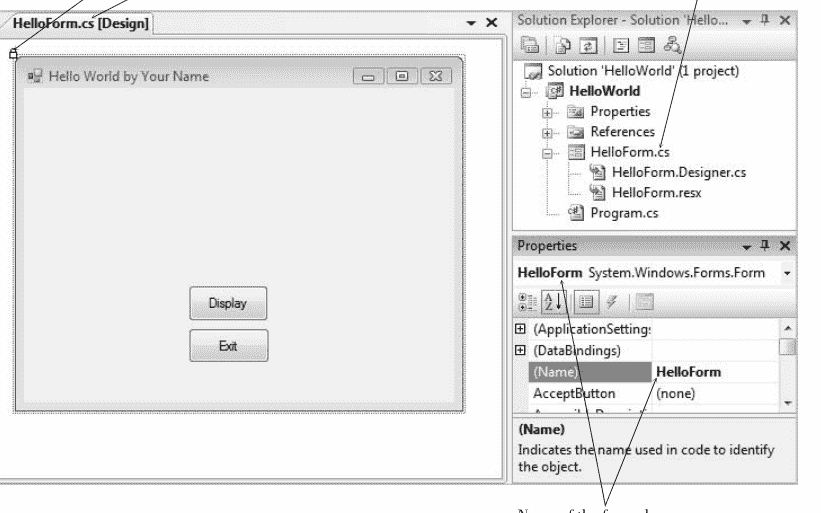 HelloForm.cs [Design]
Hello World by Your Name
Display
Exit
Solution Explorer - Solution 'Hello...
Solution 'HelloWorld' (1 project)
HelloWorld
Properties
References
HelloForm.cs
HelloForm.Designer.cs
HelloForm.resx
Program.cs
Properties
HelloForm System.Windows.Forms.Form
(ApplicationSettings
(DataBindings)
(Name) HelloForm
AcceptButton (none)
(Name)
Indicates the name used in code to identify
the object.